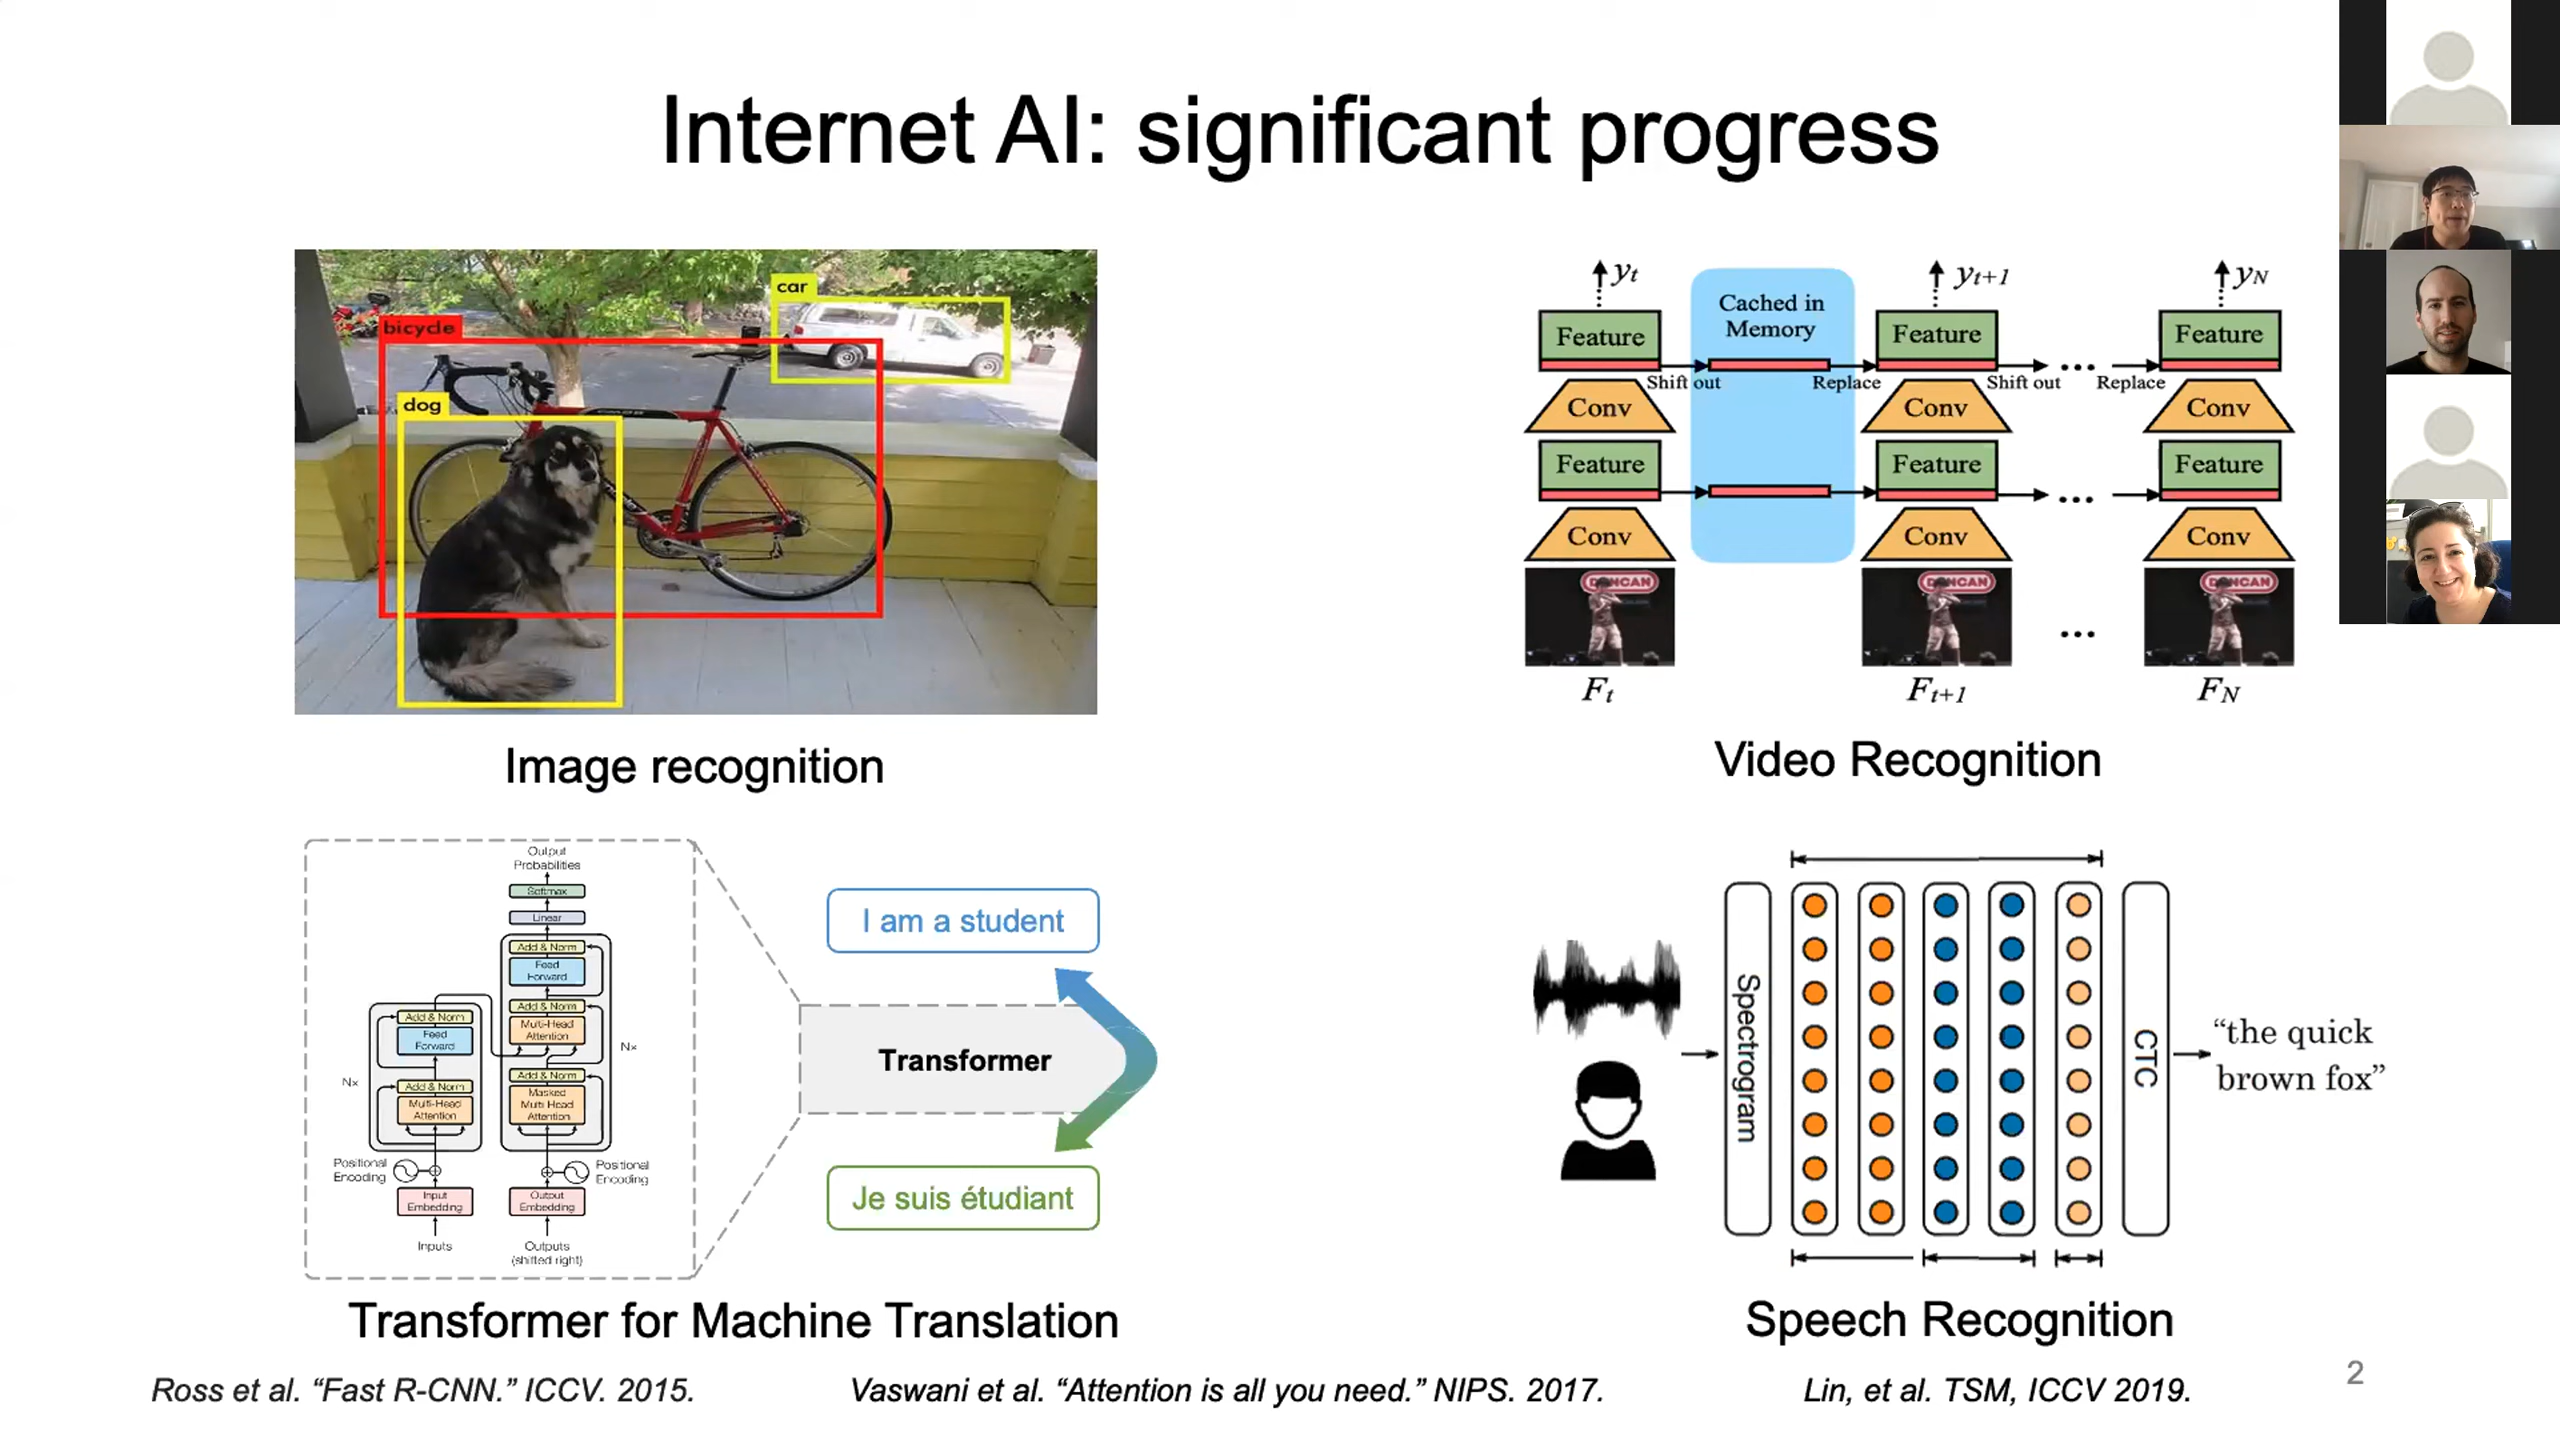 Internet AI: significant progress
car
bicycle
dog
Image recognition
yt
yt+1
yN
Cached in
Memory
Feature
Feature
Feature
Shift out
Replace
Shift out
Replace
Conv
Conv
Conv
Feature
Feature
Feature
Conv
Conv
Conv
DUNCAN
DUNCAN
DUNCAN
Ft
Ft+1
FN
Video Recognition
Output
Probabilities
Softmax
Linear
Add & Norm
Feed
Forward
Add & Norm
Multi-Head
Attention
Add & Norm
Masked
Multi-Head
Attention
Nx
Add & Norm
Feed
Forward
Add & Norm
Multi-Head
Attention
Nx
Positional
Encoding
Positional
Encoding
Input
Embedding
Output
Embedding
Inputs
Outputs
(shifted right)
I am a student
Transformer
Je suis étudiant
Transformer for Machine Translation
Spectrogram
CTC
“the quick
brown fox”
Speech Recognition
Ross et al. “Fast R-CNN.” ICCV. 2015.
Vaswani et al. “Attention is all you need.” NIPS. 2017.
Lin, et al. TSM, ICCV 2019.
2